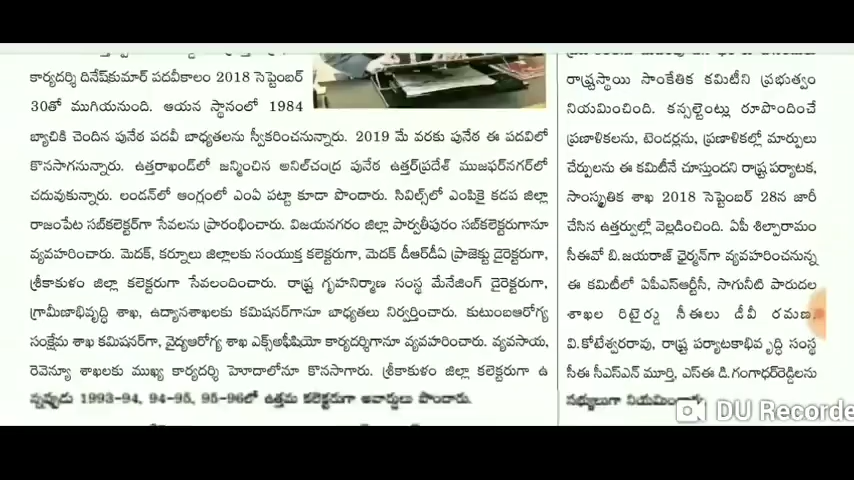 కార్యదర్శి దినేష్‌కుమార్ పదవీకాలం 2018 సెప్టెంబర్
30తో ముగియనుంది. ఆయన స్థానంలో 1984
బ్యాచికి చెందిన పునేఠ పదవీ బాధ్యతలను స్వీకరించనున్నారు. 2019 మే వరకు పునేఠ ఈ పదవిలో
కొనసాగనున్నారు. ఉత్తరాఖండ్‌లో జన్మించిన అనిల్‌చంద్ర పునేఠ ఉత్తర్‌ప్రదేశ్ ముజఫర్‌నగర్‌లో
చదువుకున్నారు. లండన్‌లో ఆంగ్లంలో ఎంఏ పట్టా కూడా పొందారు. సివిల్స్‌లో ఎంపికై కడప జిల్లా
రాజంపేట సబ్‌కలెక్టర్‌గా సేవలను ప్రారంభించారు. విజయనగరం జిల్లా పార్వతీపురం సబ్‌కలెక్టరుగానూ
వ్యవహరించారు. మెదక్, కర్నూలు జిల్లాలకు సంయుక్త కలెక్టరుగా, మెదక్ డీఆర్‌డీఏ ప్రాజెక్టు డైరెక్టరుగా,
శ్రీకాకుళం జిల్లా కలెక్టరుగా సేవలందించారు. రాష్ట్ర గృహనిర్మాణ సంస్థ మేనేజింగ్ డైరెక్టరుగా,
గ్రామీణాభివృద్ధి శాఖ, ఉద్యానశాఖలకు కమిషనర్‌గానూ బాధ్యతలు నిర్వర్తించారు. కుటుంబఆరోగ్య
సంక్షేమ శాఖ కమిషనర్‌గా, వైద్యఆరోగ్య శాఖ ఎక్స్అఫీషియో కార్యదర్శిగానూ వ్యవహరించారు. వ్యవసాయ,
రెవెన్యూ శాఖలకు ముఖ్య కార్యదర్శి హెూదాలోనూ కొనసాగారు. శ్రీకాకుళం జిల్లా కలెక్టరుగా ఉ
న్నప్పుడు 1993-94, 94-95, 95-96లో ఉత్తమ కలెక్టరుగా అవార్డులు పొందారు.
రాష్ట్రస్థాయి సాంకేతిక కమిటీని ప్రభుత్వం
నియమించింది. కన్సల్టెంట్లు రూపొందించే
ప్రణాళికలను, టెండర్లను, ప్రణాళికల్లో మార్పులు
చేర్పులను ఈ కమిటీనే చూస్తుందని రాష్ట్ర పర్యాటక,
సాంస్కృతిక శాఖ 2018 సెప్టెంబర్ 28న జారీ
చేసిన ఉత్తర్వుల్లో వెల్లడించింది. ఏపీ శిల్పారామం
సీఈవో బి.జయరాజ్ ఛైర్మన్‌గా వ్యవహరించనున్న
ఈ కమిటీలో ఏపీఎస్ఆర్టీసీ, సాగునీటి పారుదల
శాఖల రిటైర్డు సీఈలు డీవీ రమణ,
వి.కోటేశ్వరరావు, రాష్ట్ర పర్యాటకాభివృద్ధి సంస్థ
సీఈ సీఎస్ఎన్ మూర్తి, ఎస్ఈ డి.గంగాధర్‌రెడ్డిలను
సభ్యులుగా
DU Recorde